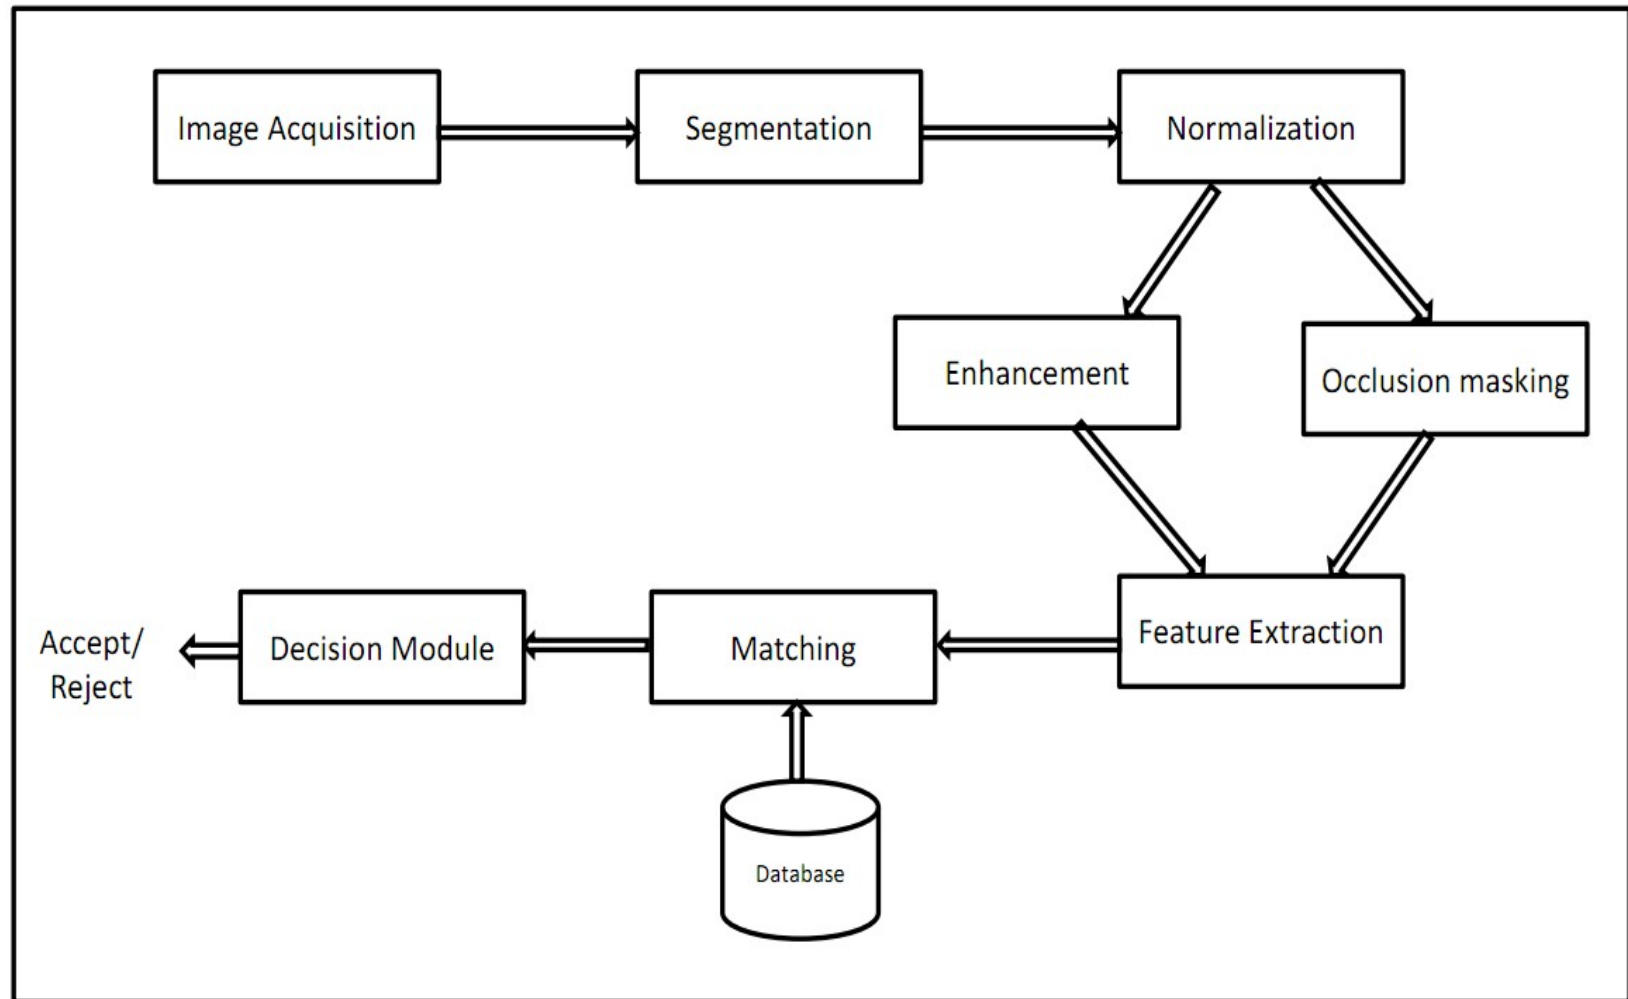 Image Acquisition
Segmentation
Normalization
Enhancement
Occlusion masking
Feature Extraction
Matching
Decision Module
Accept/
Reject
Database